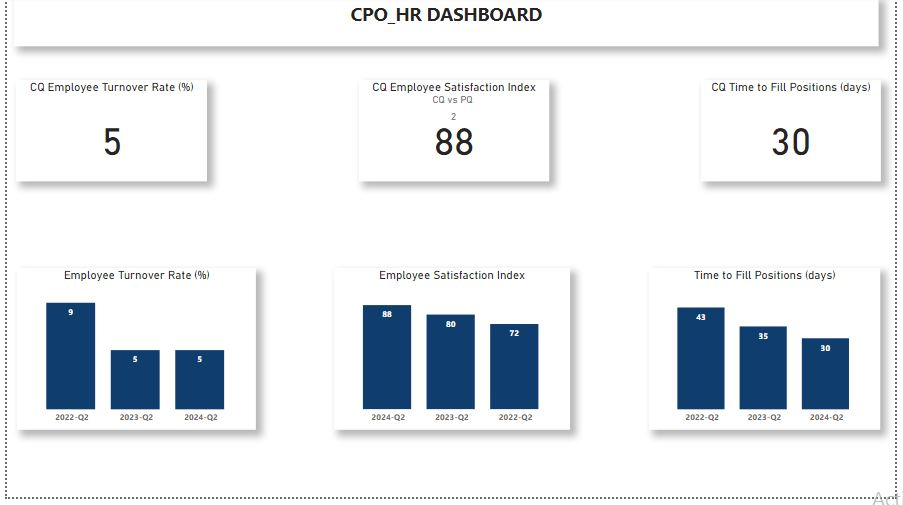 CPO_HR DASHBOARD
CQ Employee Turnover Rate (%)
5
CQ Employee Satisfaction Index
CQ vs PQ
2
88
CQ Time to Fill Positions (days)
30
Employee Turnover Rate (%)
9
5
5
2022-Q2
2023-Q2
2024-Q2
Employee Satisfaction Index
88
80
72
2024-Q2
2023-Q2
2022-Q2
Time to Fill Positions (days)
43
35
30
2022-Q2
2023-Q2
2024-Q2
Acti